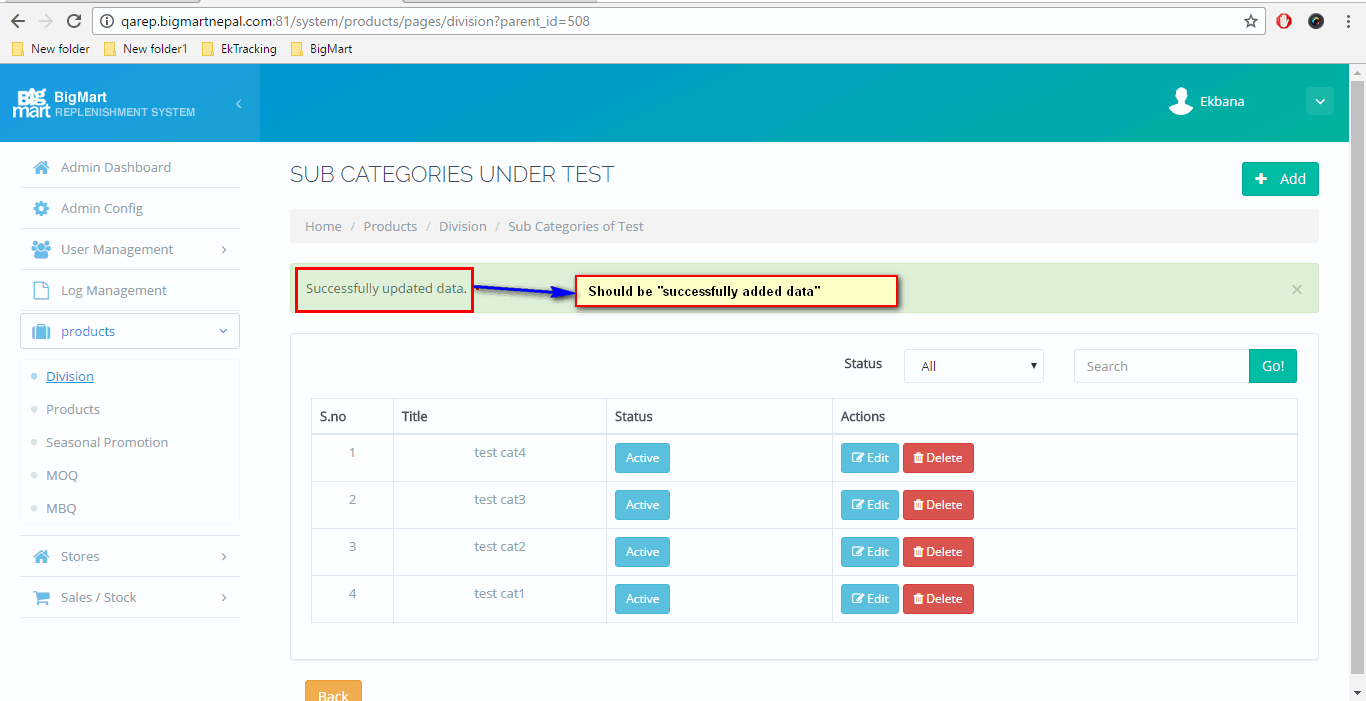 qarep.bigmartnepal.com:81/system/products/pages/division?parent_id=508
New folder New folder1 EkTracking BigMart
Big mart
BigMart
REPLENISHMENT SYSTEM
Ekbana
Admin Dashboard
Admin Config
User Management
Log Management
products
Division
Products
Seasonal Promotion
MOQ
MBQ
Stores
Sales / Stock
SUB CATEGORIES UNDER TEST
Add
Home / Products / Division / Sub Categories of Test
Successfully updated data.
Should be "successfully added data"
×
Status All Search Go!
S.no Title Status Actions
1 test cat4 Active Edit Delete
2 test cat3 Active Edit Delete
3 test cat2 Active Edit Delete
4 test cat1 Active Edit Delete
Back